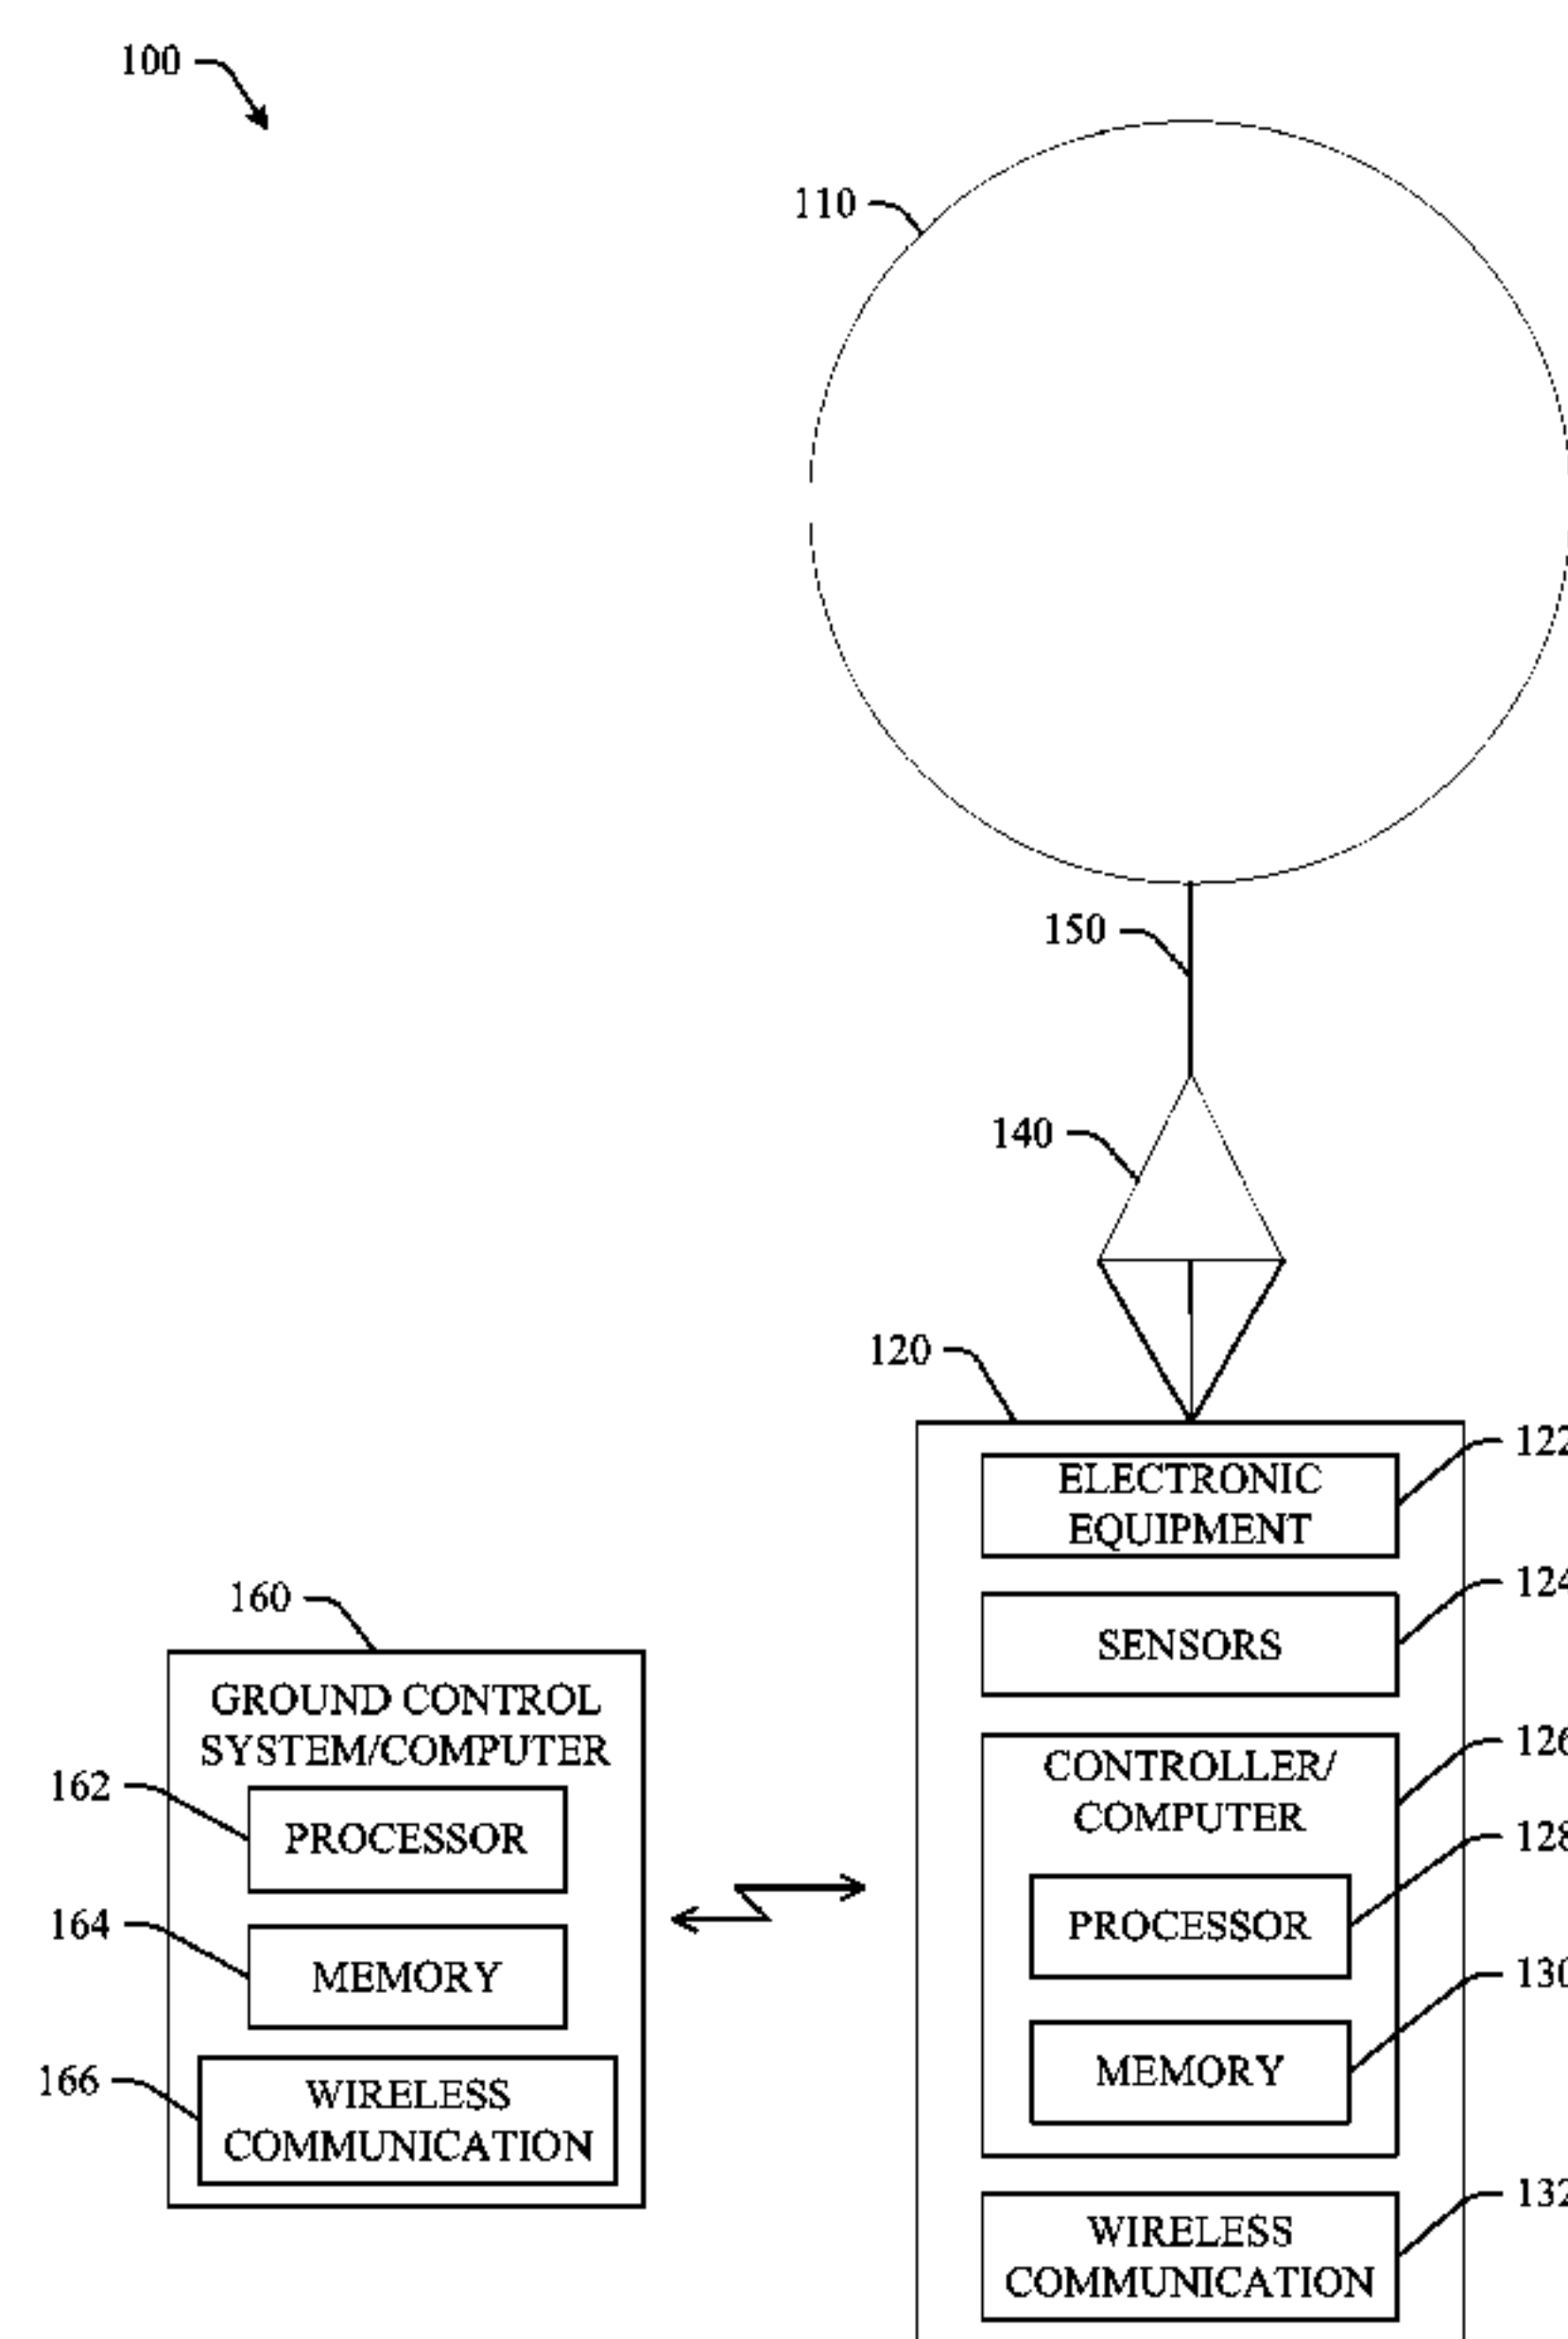 100
110
150
140
120
122
ELECTRONIC
EQUIPMENT
124
SENSORS
160
GROUND CONTROL
SYSTEM/COMPUTER
162
PROCESSOR
164
MEMORY
166
WIRELESS
COMMUNICATION
126
CONTROLLER/
COMPUTER
128
PROCESSOR
130
MEMORY
132
WIRELESS
COMMUNICATION